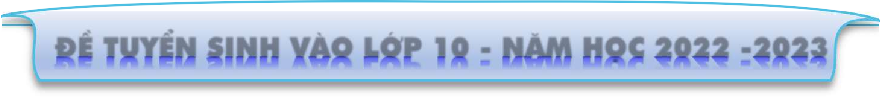 ĐỀ TUYỂN SINH VÀO LỚP 10 - NĂM HỌC 2022 -2023